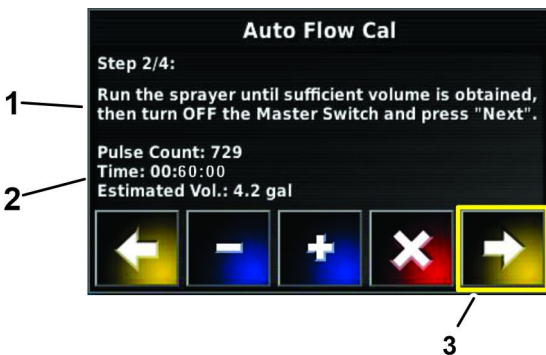 Auto Flow Cal
Step 2/4:
1
Run the sprayer until sufficient volume is obtained,
then turn OFF the Master Switch and press "Next".
Pulse Count: 729
2
Time: 00:60:00
Estimated Vol.: 4.2 gal
3